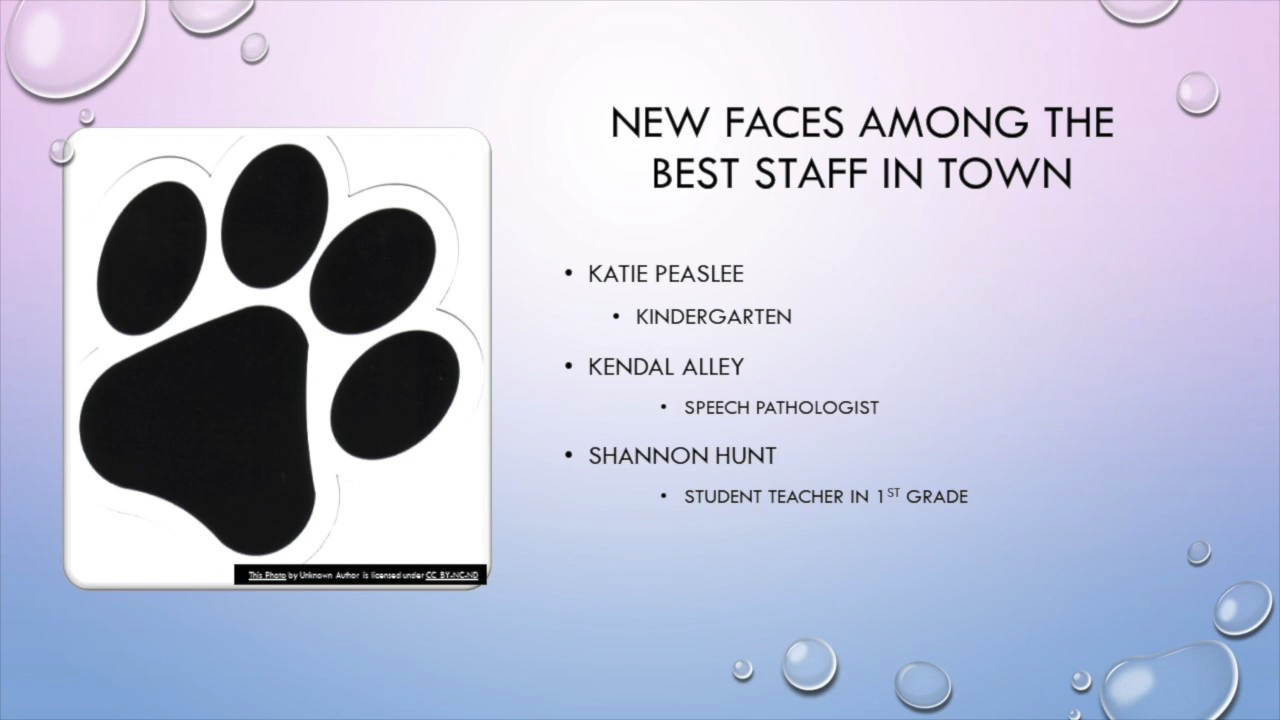 NEW FACES AMONG THE
BEST STAFF IN TOWN
• KATIE PEASLEE
• KINDERGARTEN
• KENDAL ALLEY
• SPEECH PATHOLOGIST
• SHANNON HUNT
• STUDENT TEACHER IN 1ST GRADE
This Photo by Unknown Author is licensed under CC BY-NC-ND